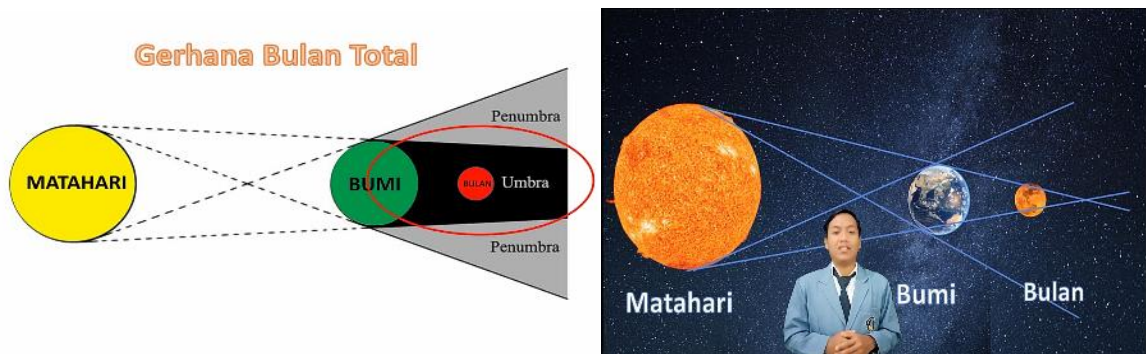 Gerhana Bulan Total
Penumbra
MATAHARI
BUMI
BULAN
Umbra
Penumbra
Matahari
Bumi
Bulan